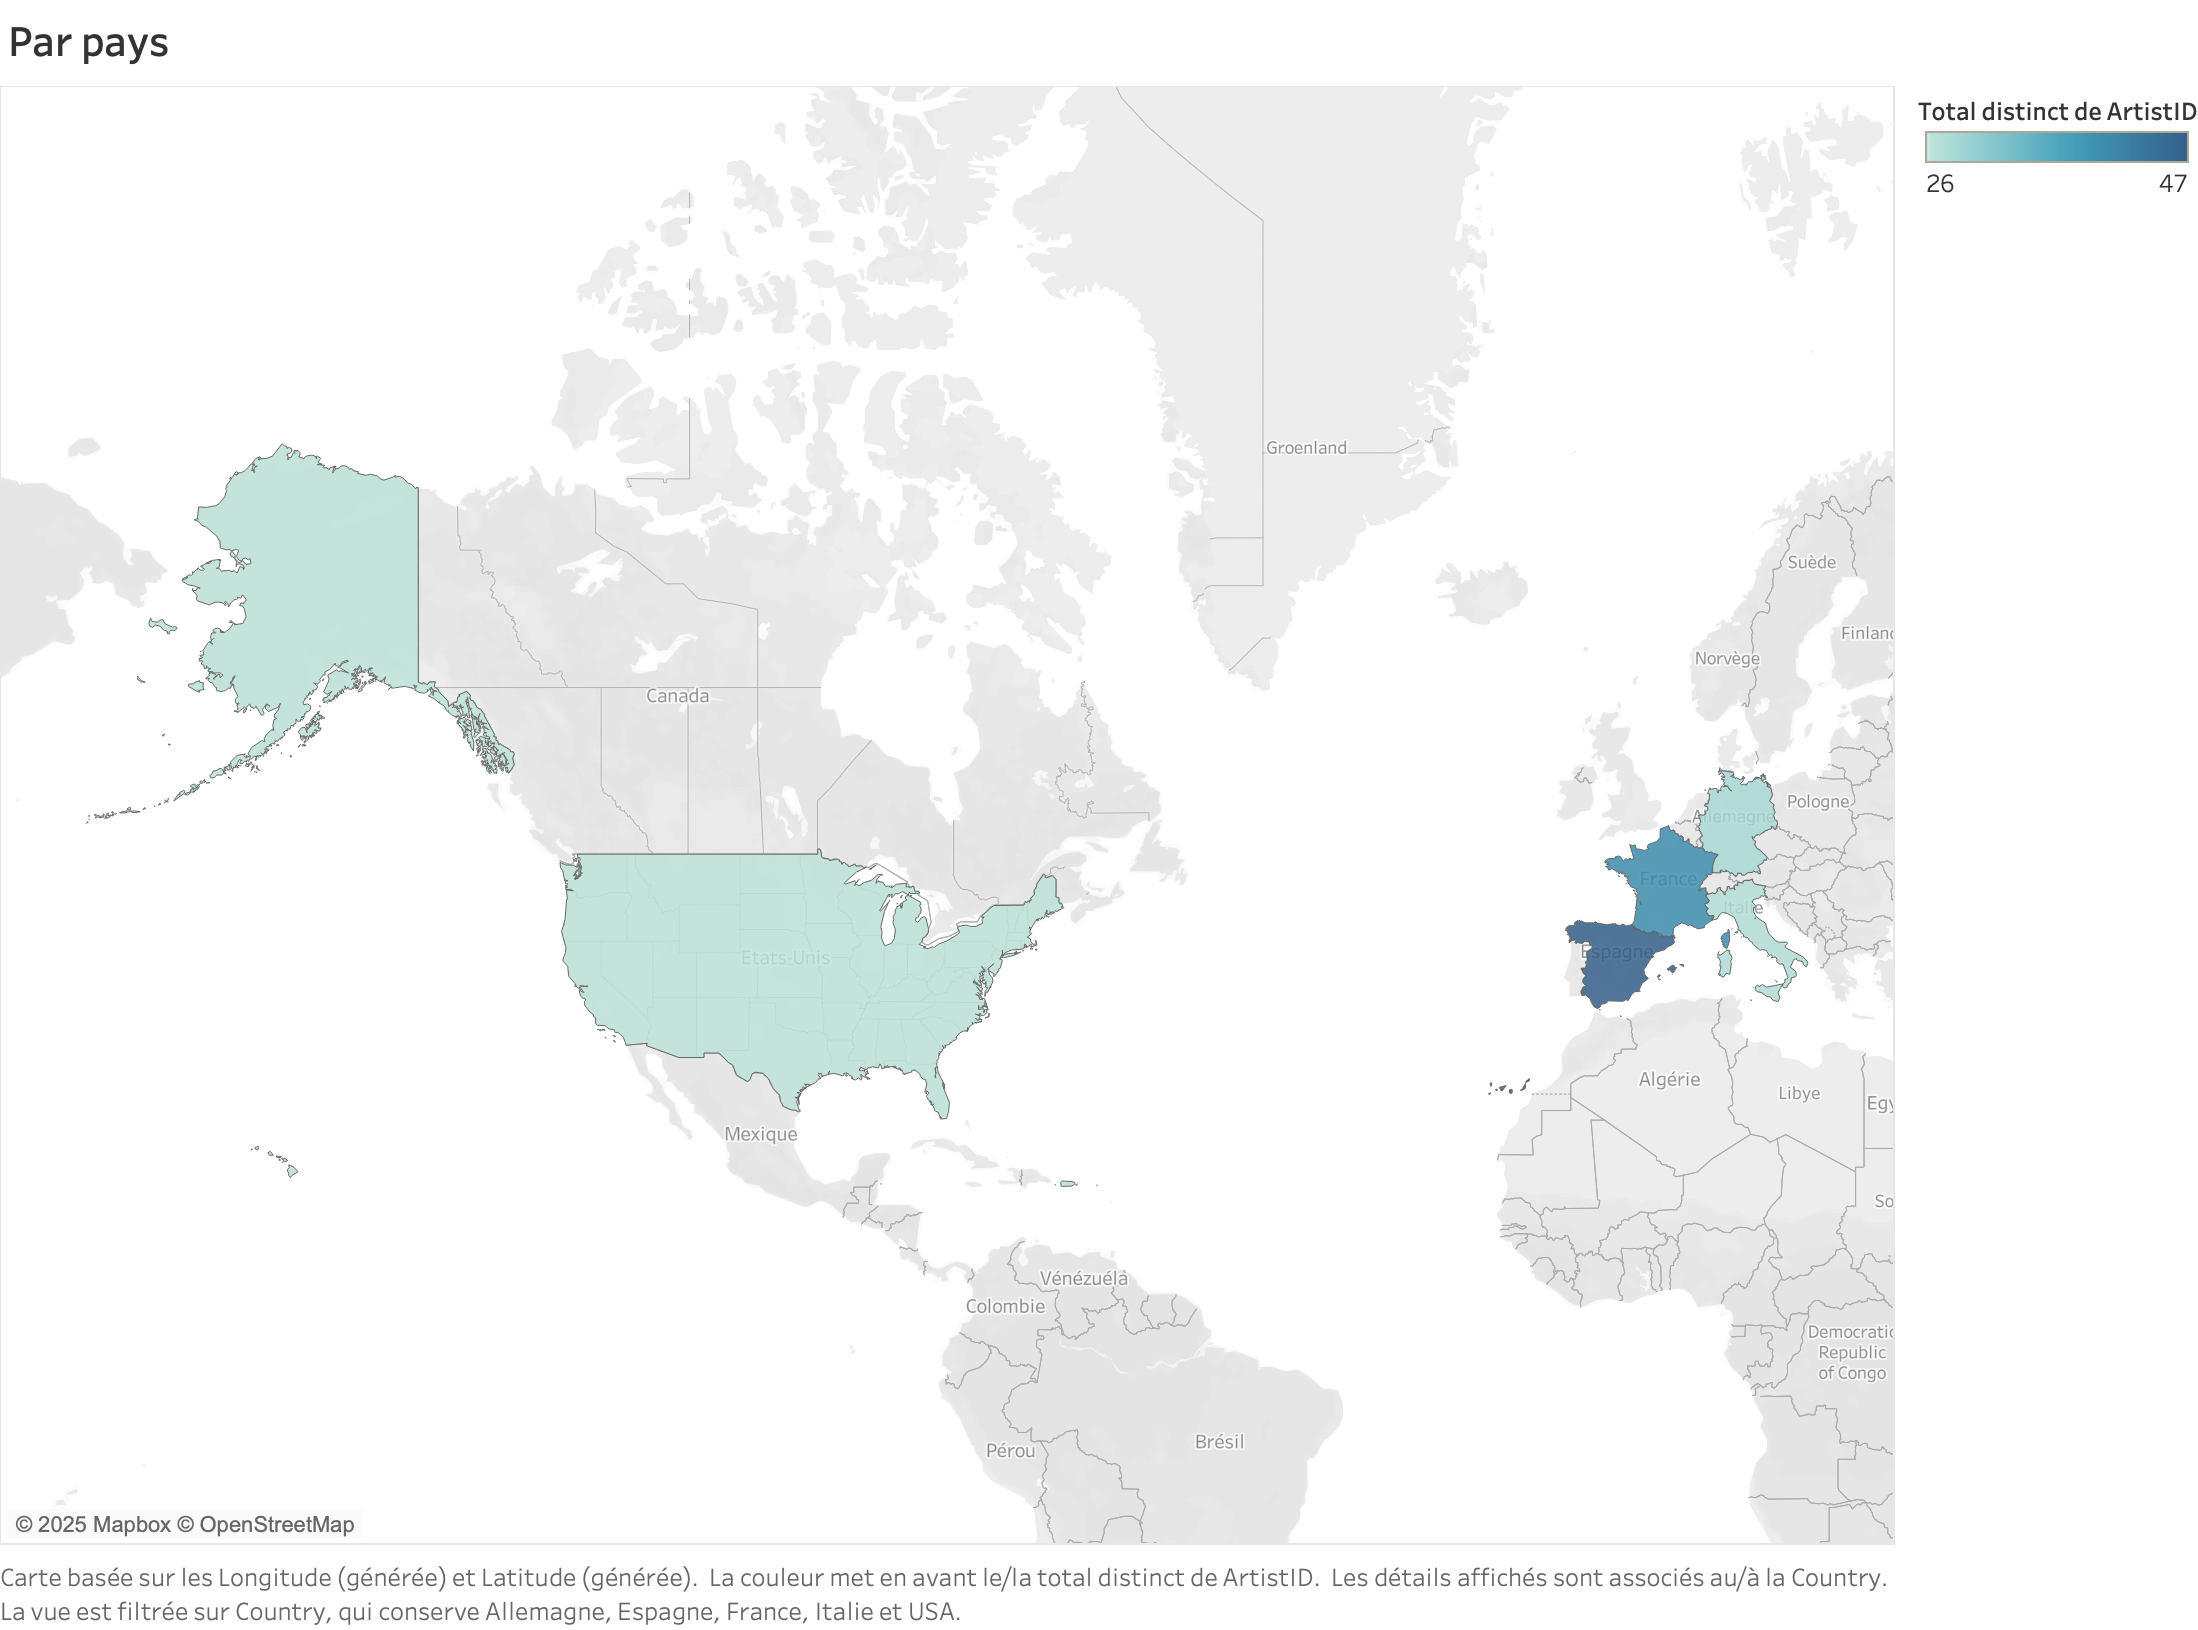 Par pays
Total distinct de ArtistID
26
47
Groenland
Suède
Finland
Norvège
Canada
Pologne
Allemagne
France
Italie
Etats-Unis
Espagne
Algérie
Libye
Egy
Mexique
So
Vénézuéla
Colombie
Democratic
Republic
of Congo
Brésil
Pérou
© 2025 Mapbox © OpenStreetMap
Carte basée sur les Longitude (générée) et Latitude (générée).  La couleur met en avant le/la total distinct de ArtistID.  Les détails affichés sont associés au/à la Country.
La vue est filtrée sur Country, qui conserve Allemagne, Espagne, France, Italie et USA.